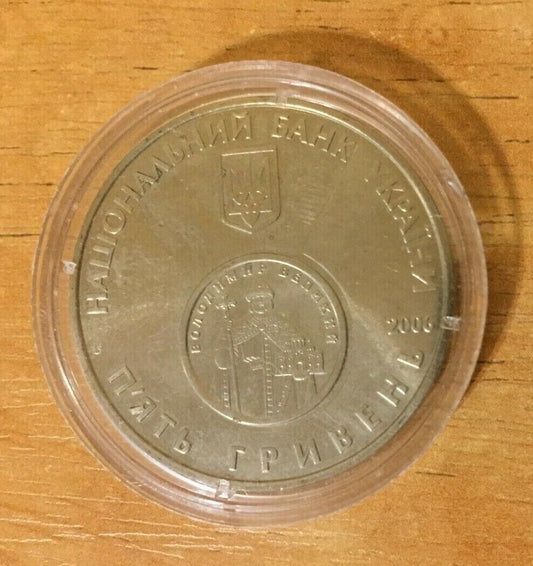 НАЦІОНАЛЬНИЙ БАНК УКРАЇНИ
ВОЛОДИМИР ВЕЛИКИЙ
2006
П'ЯТЬ ГРИВЕНЬ